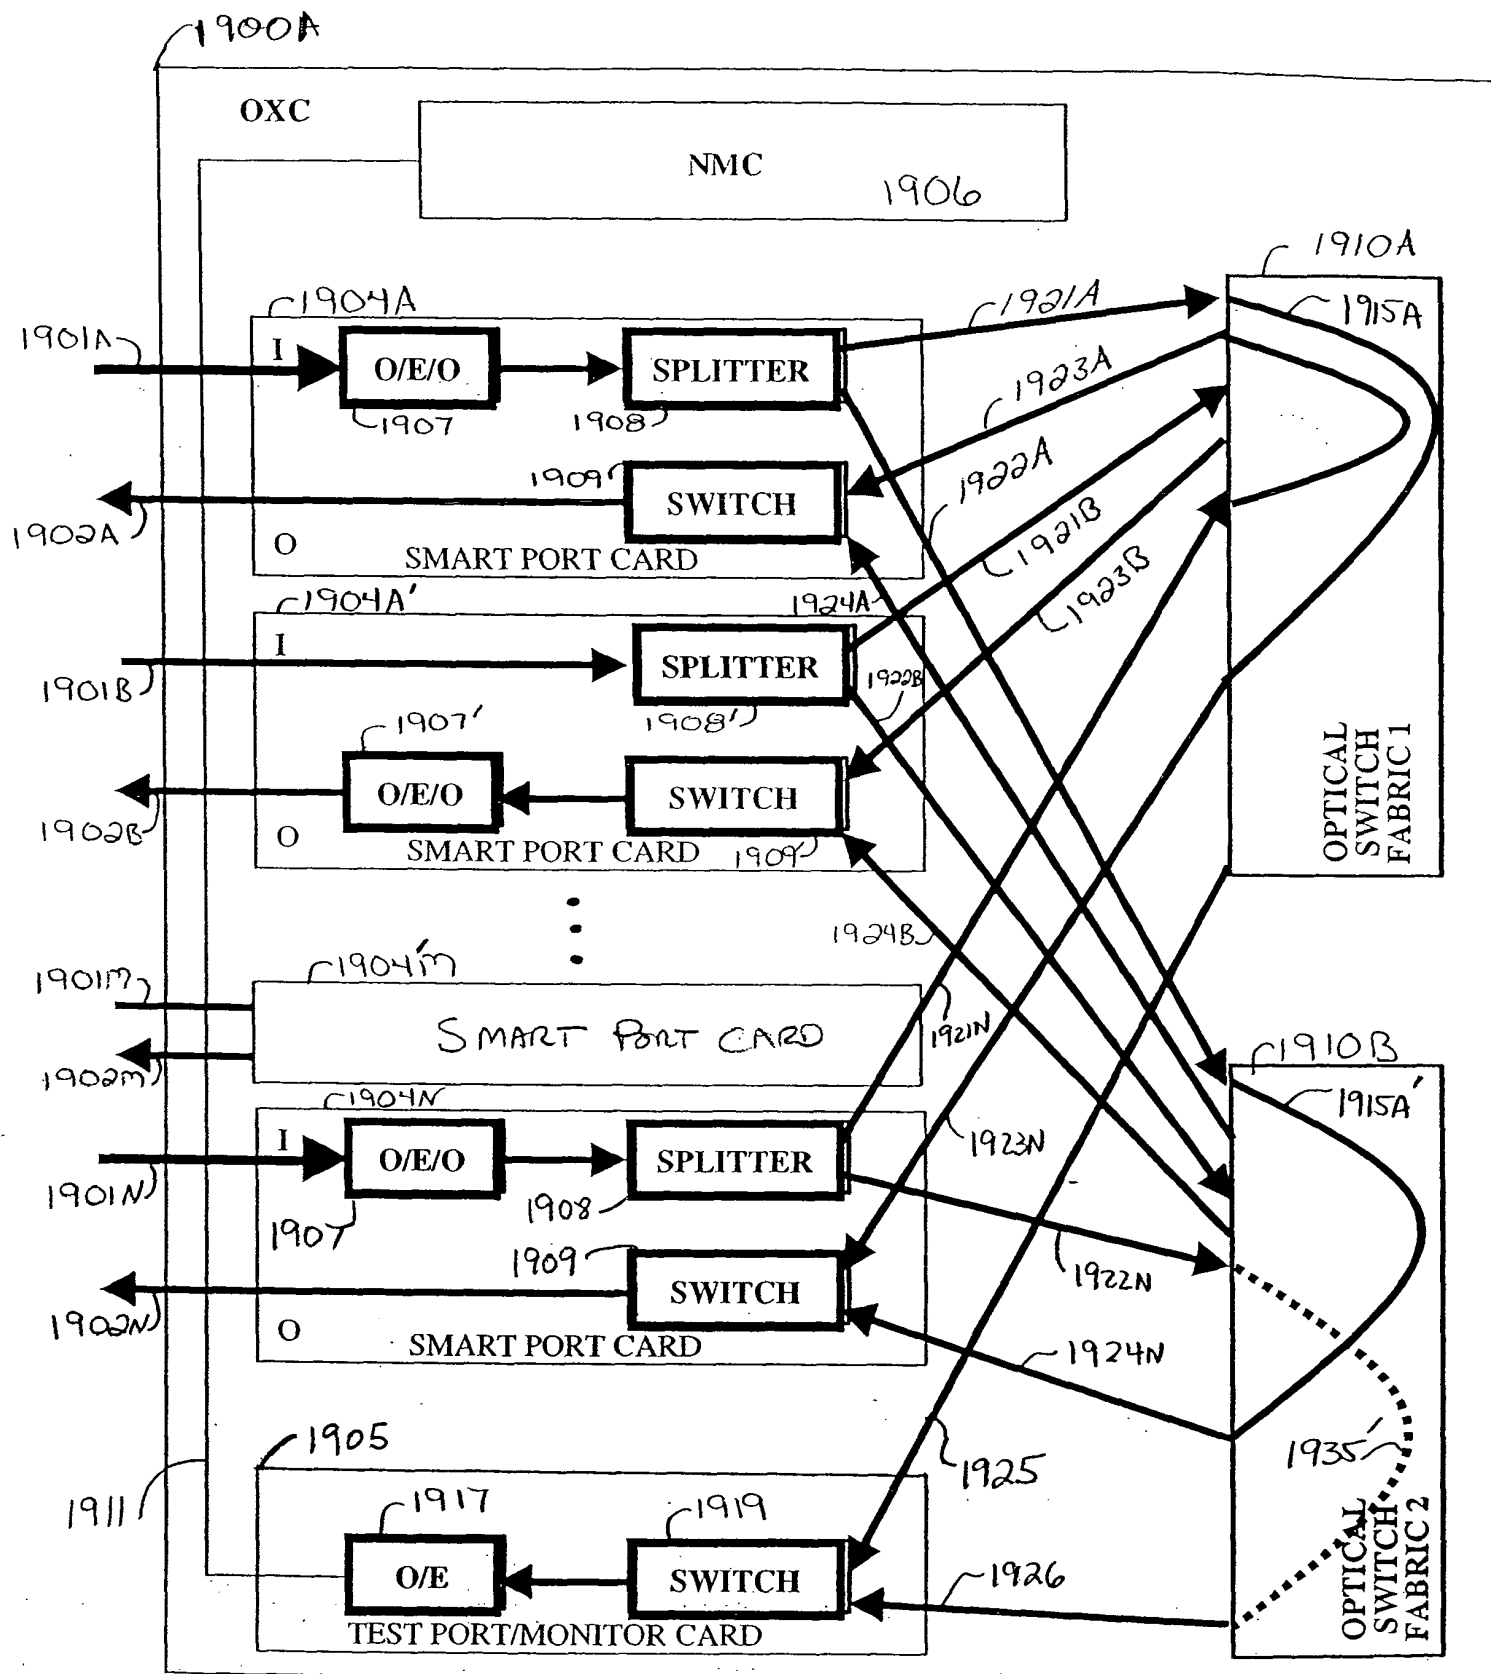 1900A
OXC
NMC
1906
1910A
1904A
1921A
1915A
1901A
I
O/E/O
SPLITTER
1907
1908
1923A
1909
1922A
SWITCH
1902A
O
SMART PORT CARD
1921B
1923B
1904A'
1924A
I
SPLITTER
1922B
1901B
1908'
1907'
O/E/O
SWITCH
1902B
O
SMART PORT CARD
1909'
OPTICAL
SWITCH
FABRIC 1
1924B
1904'M
1901M
SMART PORT CARD
1921N
1902M
1910B
1915A'
1904N
I
O/E/O
SPLITTER
1923N
1901N
1907
1908
1909
SWITCH
1922N
1902N
O
SMART PORT CARD
1924N
1935'
1905
1925
1911
1917
1919
O/E
SWITCH
1926
TEST PORT/MONITOR CARD
OPTICAL
SWITCH
FABRIC 2